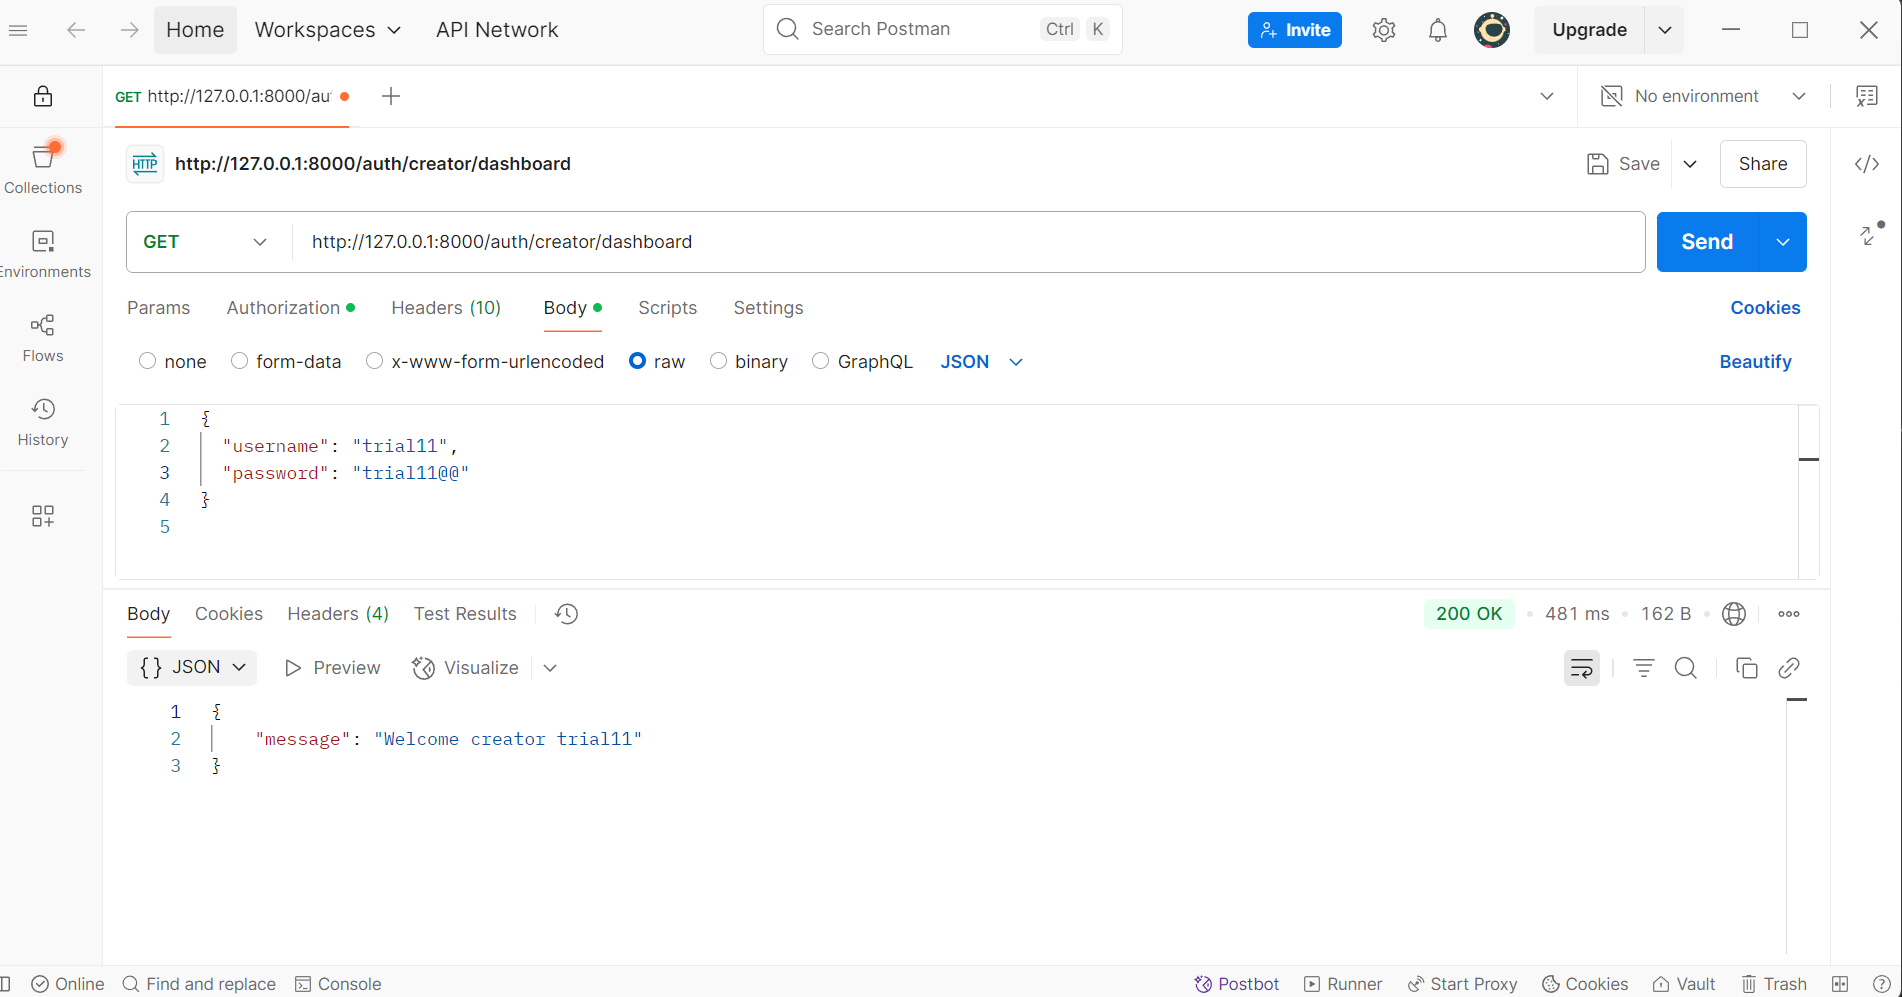 Home Workspaces API Network Search Postman Ctrl K Invite Upgrade
GET http://127.0.0.1:8000/au No environment
HTTP http://127.0.0.1:8000/auth/creator/dashboard Save Share
Collections
Environments
Flows
History
GET http://127.0.0.1:8000/auth/creator/dashboard Send
Params Authorization Headers (10) Body Scripts Settings Cookies
none form-data x-www-form-urlencoded raw binary GraphQL JSON Beautify
1 {
2 "username": "trial11",
3 "password": "trial11@@"
4 }
5
Body Cookies Headers (4) Test Results 200 OK • 481 ms • 162 B •
{} JSON Preview Visualize
1 {
2 "message": "Welcome creator trial11"
3 }
Online Find and replace Console Postbot Runner Start Proxy Cookies Vault Trash